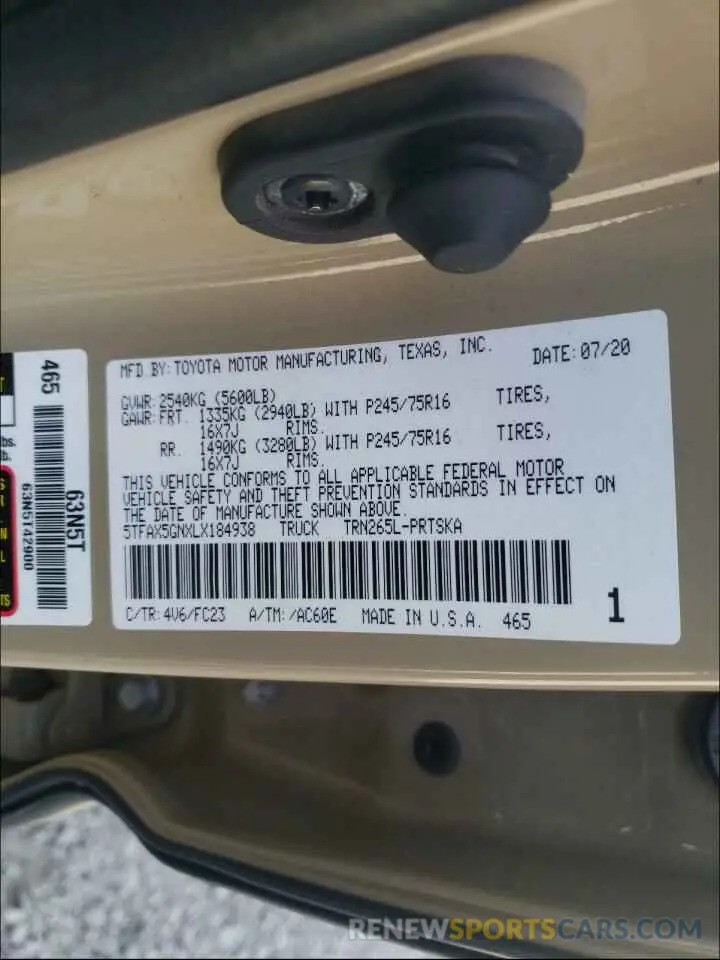 MFD BY: TOYOTA MOTOR MANUFACTURING, TEXAS, INC. DATE: 07/20
GVWR: 2540KG (5600LB)
GAWR: FRT. 1335KG (2940LB) WITH P245/75R16 TIRES,
16X7J RIMS.
RR. 1490KG (3280LB) WITH P245/75R16 TIRES,
16X7J RIMS.
THIS VEHICLE CONFORMS TO ALL APPLICABLE FEDERAL MOTOR
VEHICLE SAFETY AND THEFT PREVENTION STANDARDS IN EFFECT ON
THE DATE OF MANUFACTURE SHOWN ABOVE.
5TFAX5GNXLX184938 TRUCK TRN265L-PRTSKA
C/TR: 4V6/FC23 A/TM: /AC60E MADE IN U.S.A. 465
1
465
63N5T
63N5T42900
lbs.
lb.
RENEWSPORTSCARS.COM